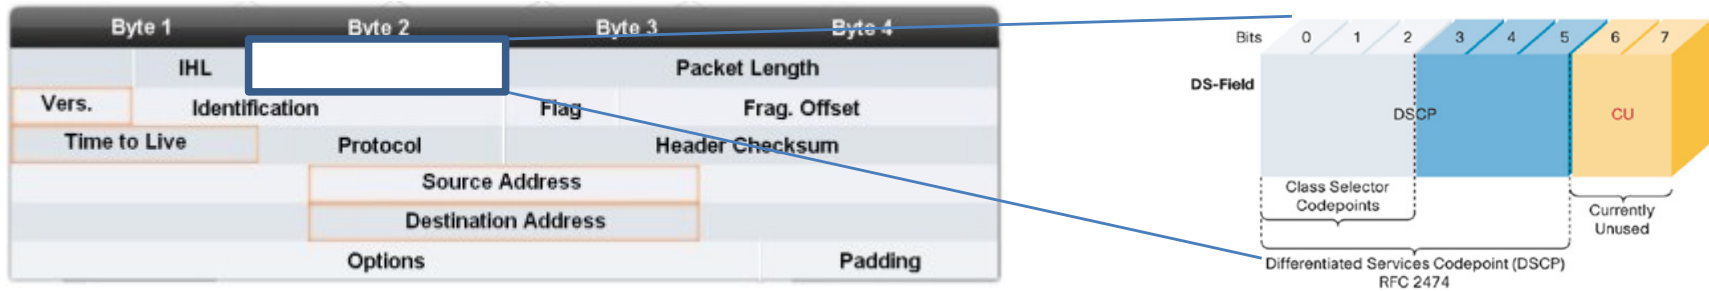 Byte 1 Byte 2 Byte 3 Byte 4
IHL Packet Length
Vers. Identification Flag Frag. Offset
Time to Live Protocol Header Checksum
Source Address
Destination Address
Options Padding
Bits 0 1 2 3 4 5 6 7
DS-Field
DSCP CU
Class Selector
Codepoints
Currently
Unused
Differentiated Services Codepoint (DSCP)
RFC 2474